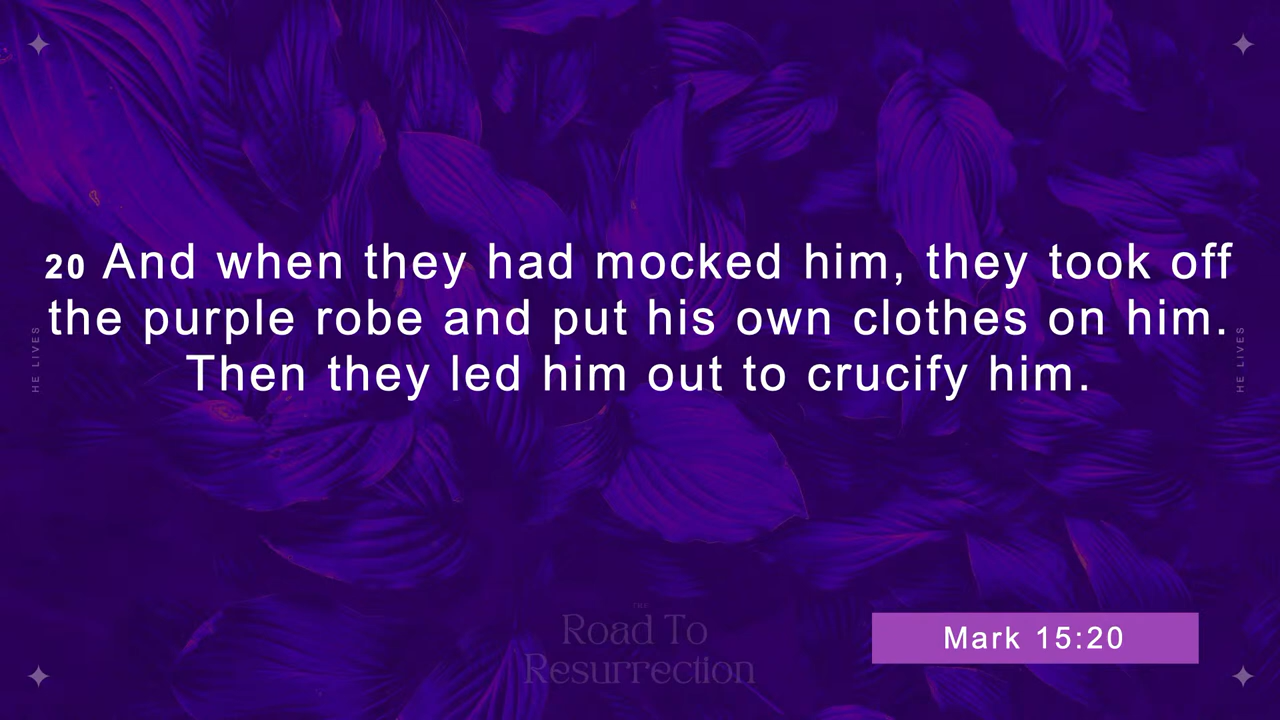 20 And when they had mocked him, they took off
the purple robe and put his own clothes on him.
Then they led him out to crucify him.
HE LIVES
HE LIVES
THE
Road To
Resurrection
Mark 15:20